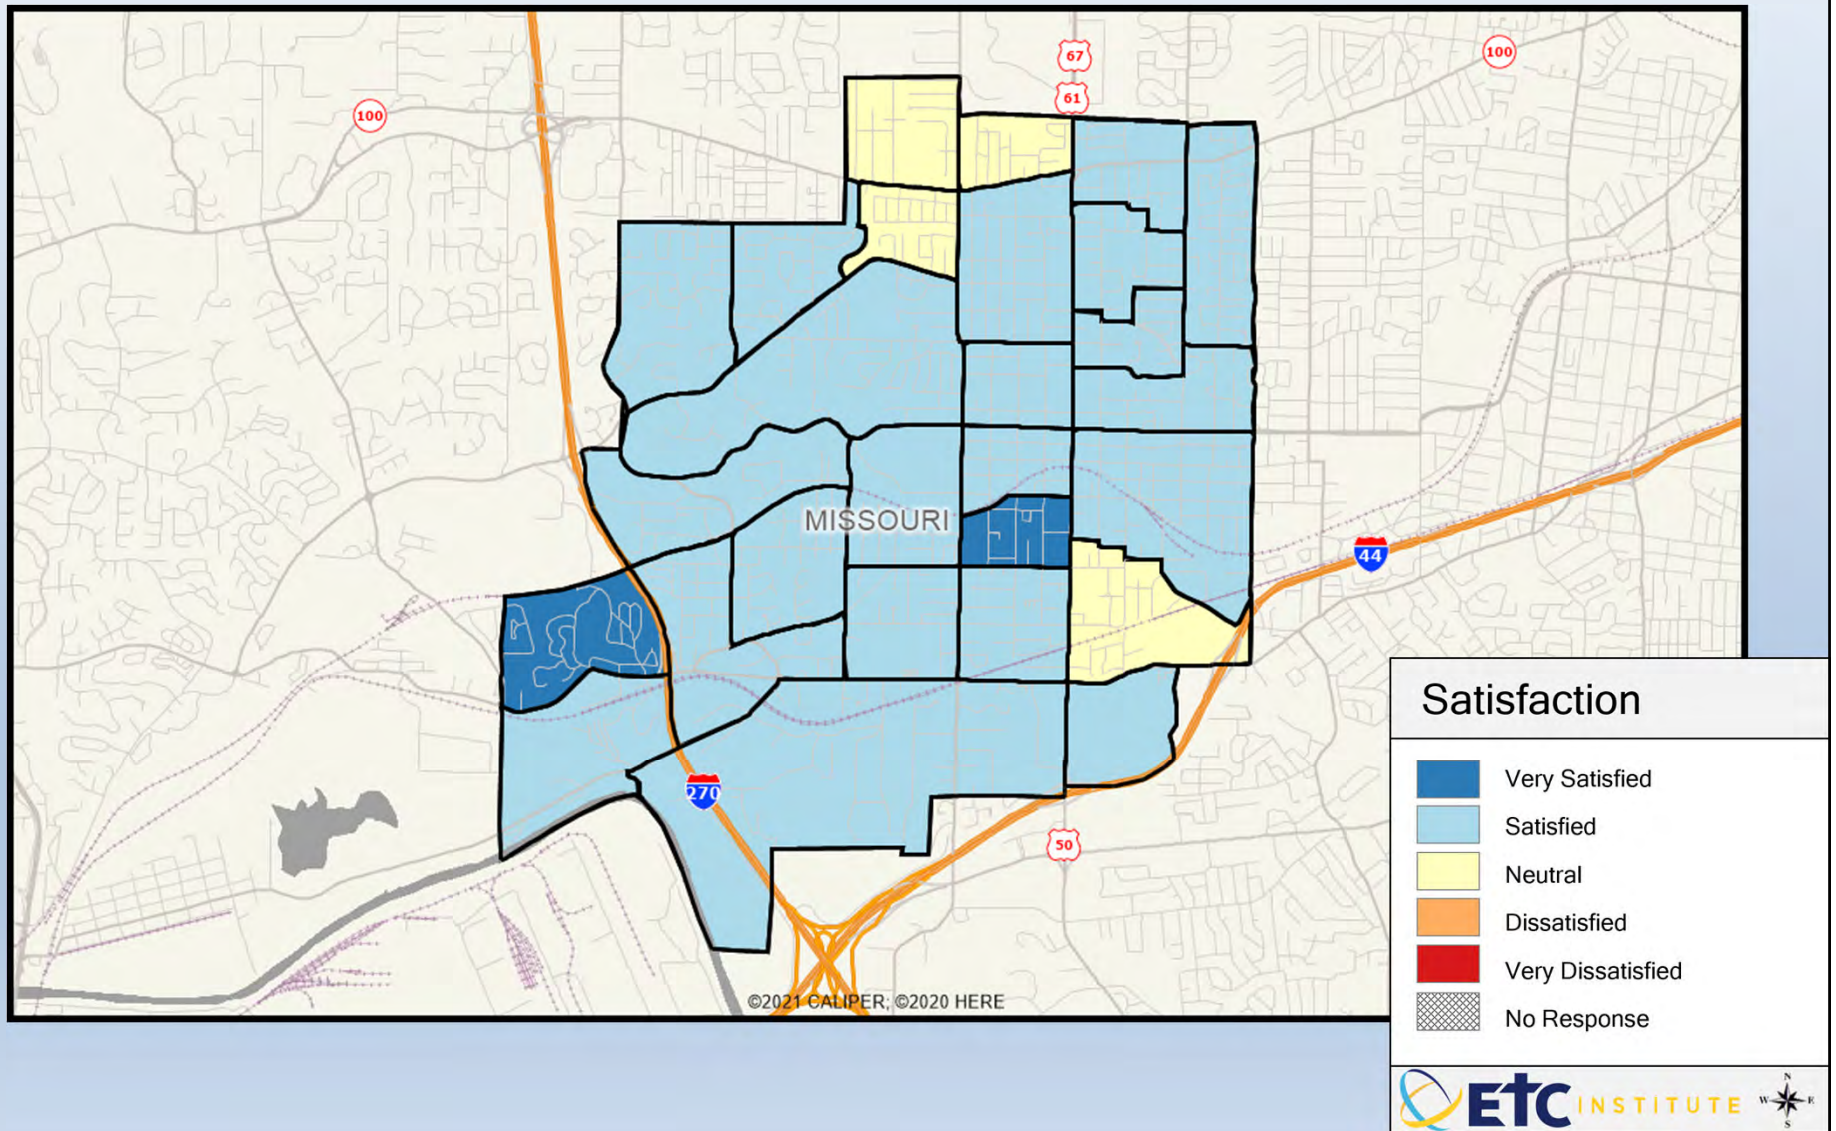 67
61
100
100
MISSOURI
44
270
50
©2021 CALIPER; ©2020 HERE
Satisfaction
Very Satisfied
Satisfied
Neutral
Dissatisfied
Very Dissatisfied
No Response
ETC INSTITUTE
N
W E
S